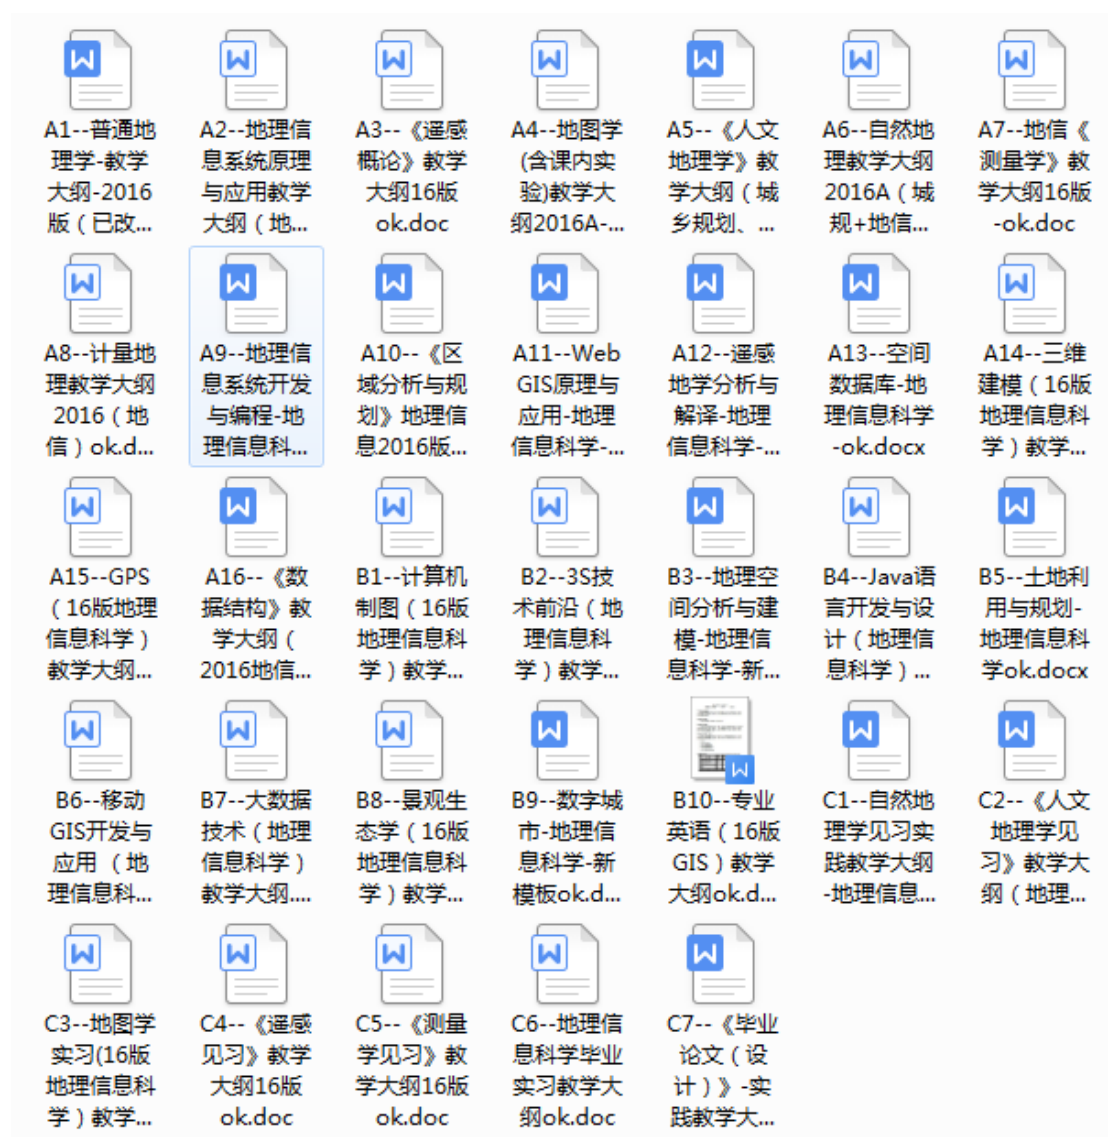 A1--普通地
理学-教学
大纲-2016
版（已改...
A2--地理信
息系统原理
与应用教学
大纲（地...
A3--《遥感
概论》教学
大纲16版
ok.doc
A4--地图学
(含课内实
验)教学大
纲2016A-...
A5--《人文
地理学》教
学大纲（城
乡规划、...
A6--自然地
理教学大纲
2016A（城
规+地信...
A7--地信《
测量学》教
学大纲16版
-ok.doc
A8--计量地
理教学大纲
2016（地
信）ok.d...
A9--地理信
息系统开发
与编程-地
理信息科...
A10--《区
域分析与规
划》地理信
息2016版...
A11--Web
GIS原理与
应用-地理
信息科学-...
A12--遥感
地学分析与
解译-地理
信息科学-...
A13--空间
数据库-地
理信息科学
-ok.docx
A14--三维
建模（16版
地理信息科
学）教学...
A15--GPS
（16版地理
信息科学）
教学大纲...
A16--《数
据结构》教
学大纲（
2016地信...
B1--计算机
制图（16版
地理信息科
学）教学...
B2--3S技
术前沿（地
理信息科
学）教学...
B3--地理空
间分析与建
模-地理信
息科学-新...
B4--Java语
言开发与设
计（地理信
息科学）...
B5--土地利
用与规划-
地理信息科
学ok.docx
B6--移动
GIS开发与
应用 （地
理信息科...
B7--大数据
技术（地理
信息科学）
教学大纲....
B8--景观生
态学（16版
地理信息科
学）教学...
B9--数字城
市-地理信
息科学-新
模板ok.d...
B10--专业
英语（16版
GIS）教学
大纲ok.d...
C1--自然地
理学见习实
践教学大纲
-地理信息...
C2--《人文
地理学见
习》教学大
纲（地理...
C3--地图学
实习(16版
地理信息科
学）教学...
C4--《遥感
见习》教学
大纲16版
ok.doc
C5--《测量
学见习》教
学大纲16版
ok.doc
C6--地理信
息科学毕业
实习教学大
纲ok.doc
C7--《毕业
论文（设
计）》-实
践教学大...